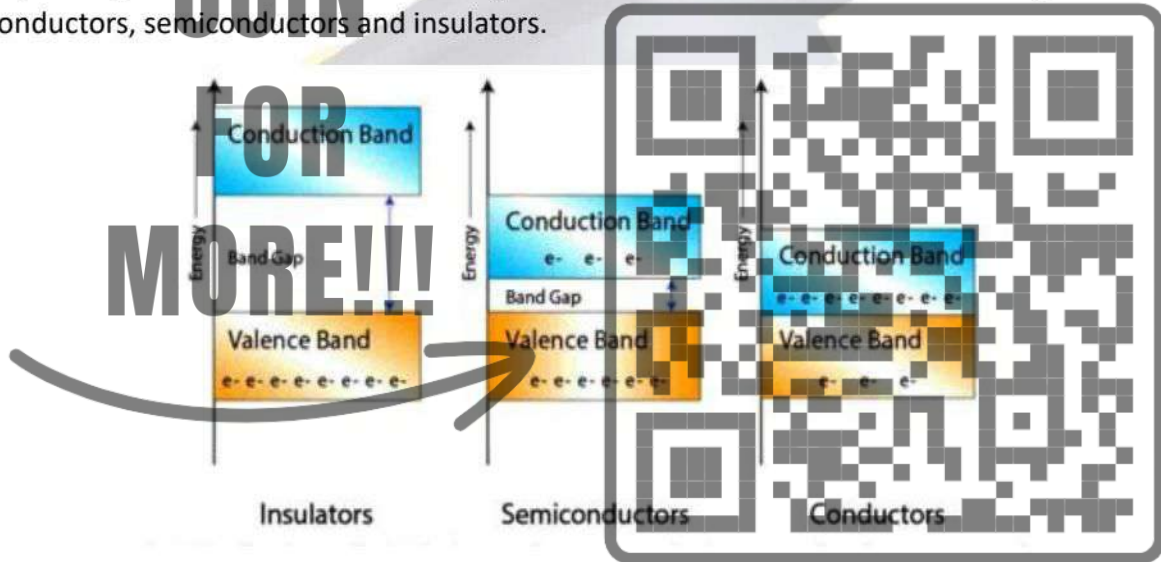 JOIN
onductors, semiconductors and insulators.
FOR
MORE!!!
Conduction Band
Energy
Band Gap
Valence Band
e- e- e- e- e- e- e- e-
Insulators
Energy
Conduction Band
e- e- e-
Band Gap
Valence Band
e- e- e- e- e- e-
Semiconductors
Energy
Conduction Band
e- e- e- e- e- e- e- e-
Valence Band
e- e- e-
Conductors